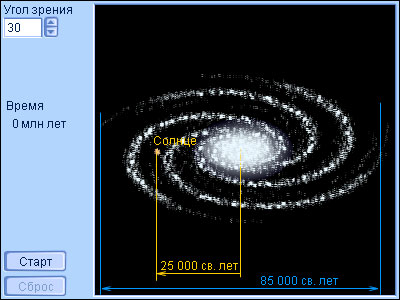 Угол зрения
30
Время
0 млн лет
Солнце
25 000 св. лет
85 000 св. лет
Старт
Сброс